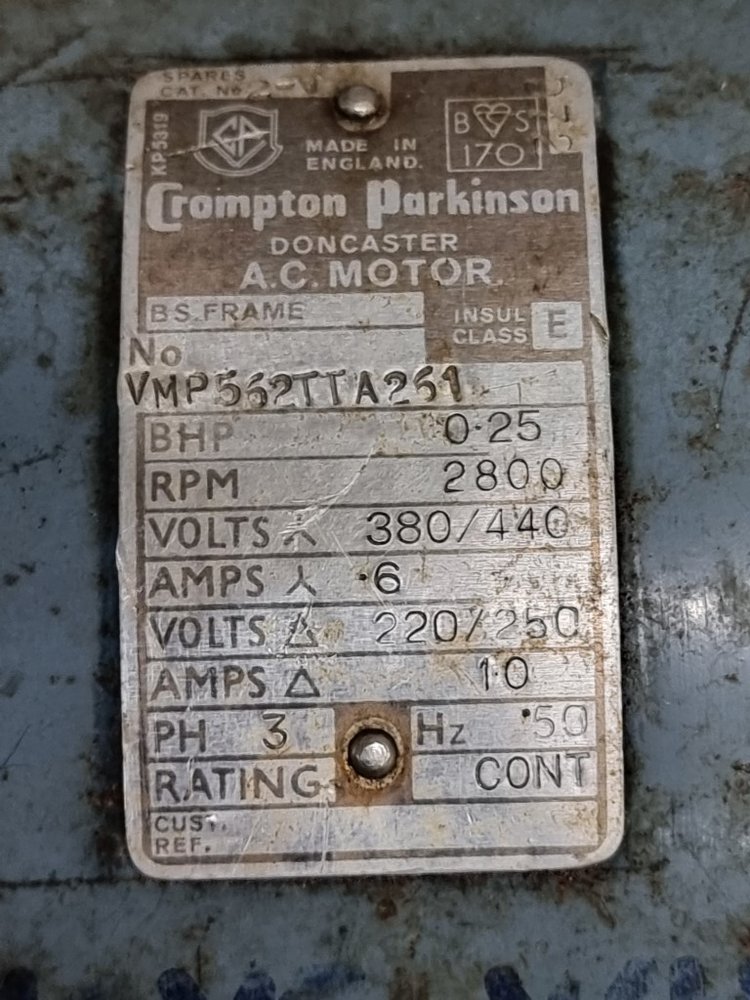 SPARES
CAT. No
KP5319
CP
MADE IN
ENGLAND.
B S
170
Crompton Parkinson
DONCASTER
A.C. MOTOR.
BS. FRAME
INSUL
CLASS E
No
VMP562TTA261
BHP 0·25
RPM 2800
VOLTS ⅄ 380/440
AMPS ⅄ ·6
VOLTS △ 220/250
AMPS △ 1·0
PH 3 Hz 50
RATING CONT
CUST.
REF.